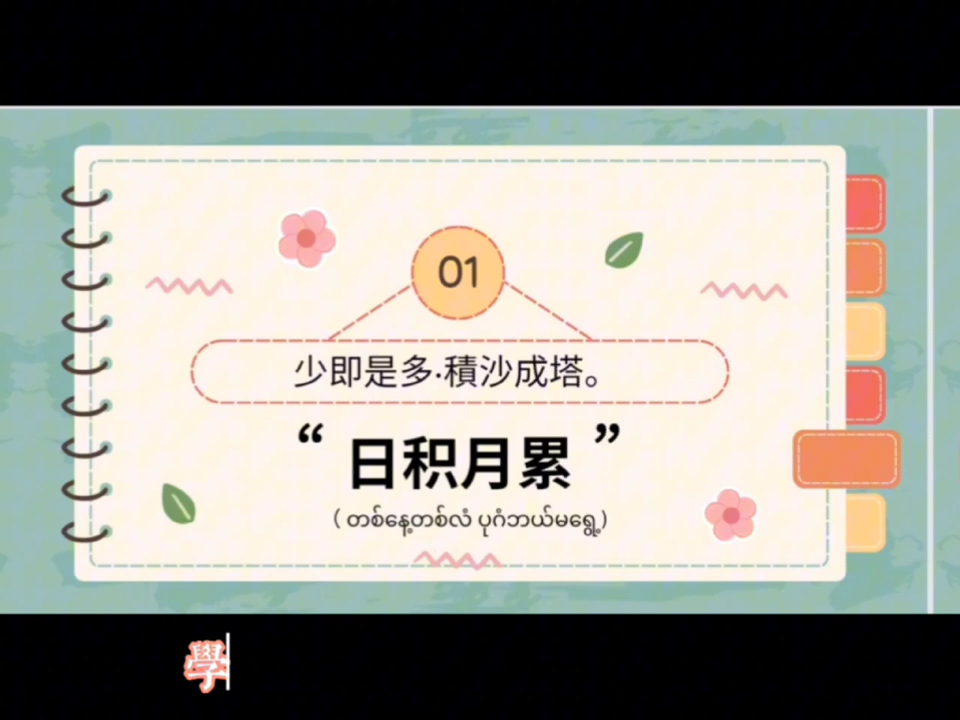 01
少即是多·積沙成塔。
“日积月累”
( တစ်နေ့တစ်လံ ပုဂံဘယ်မရွေ့)
學